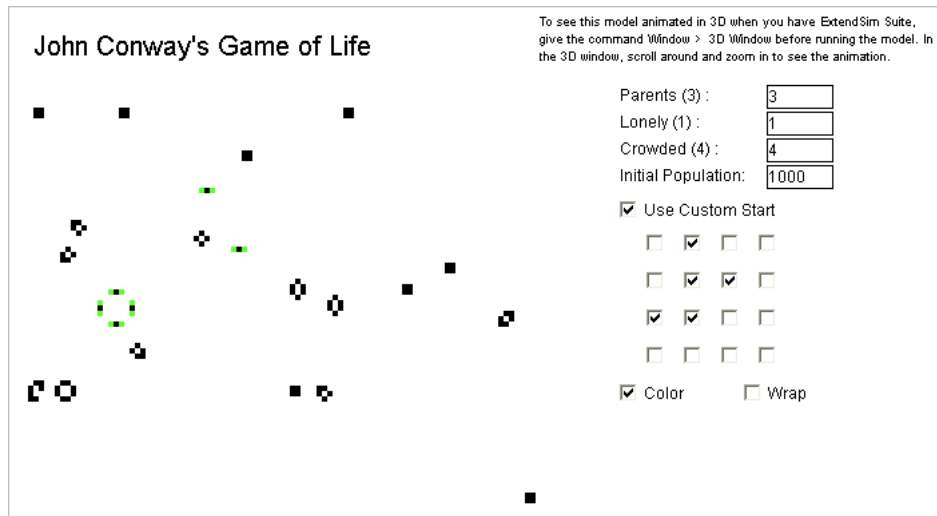 To see this model animated in 3D when you have ExtendSim Suite,
give the command Window > 3D Window before running the model. In
the 3D window, scroll around and zoom in to see the animation.
John Conway's Game of Life
Parents (3) : 3
Lonely (1) : 1
Crowded (4) : 4
Initial Population: 1000
Use Custom Start
Color Wrap